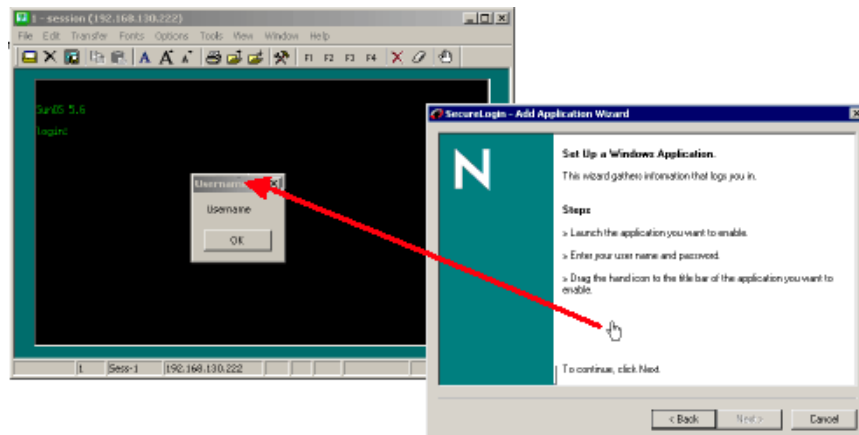 1 - session (192.168.130.222)
File Edit Transfer Fonts Options Tools View Window Help
A A A F1 F2 F3 F4
SunOS 5.6
login:
Username
Username
OK
1 Sess-1 192.168.130.222
SecureLogin - Add Application Wizard
N
Set Up a Windows Application.
This wizard gathers information that logs you in.
Steps
> Launch the application you want to enable.
> Enter your user name and password.
> Drag the hand icon to the title bar of the application you want to
enable.
To continue, click Next.
< Back Next > Cancel